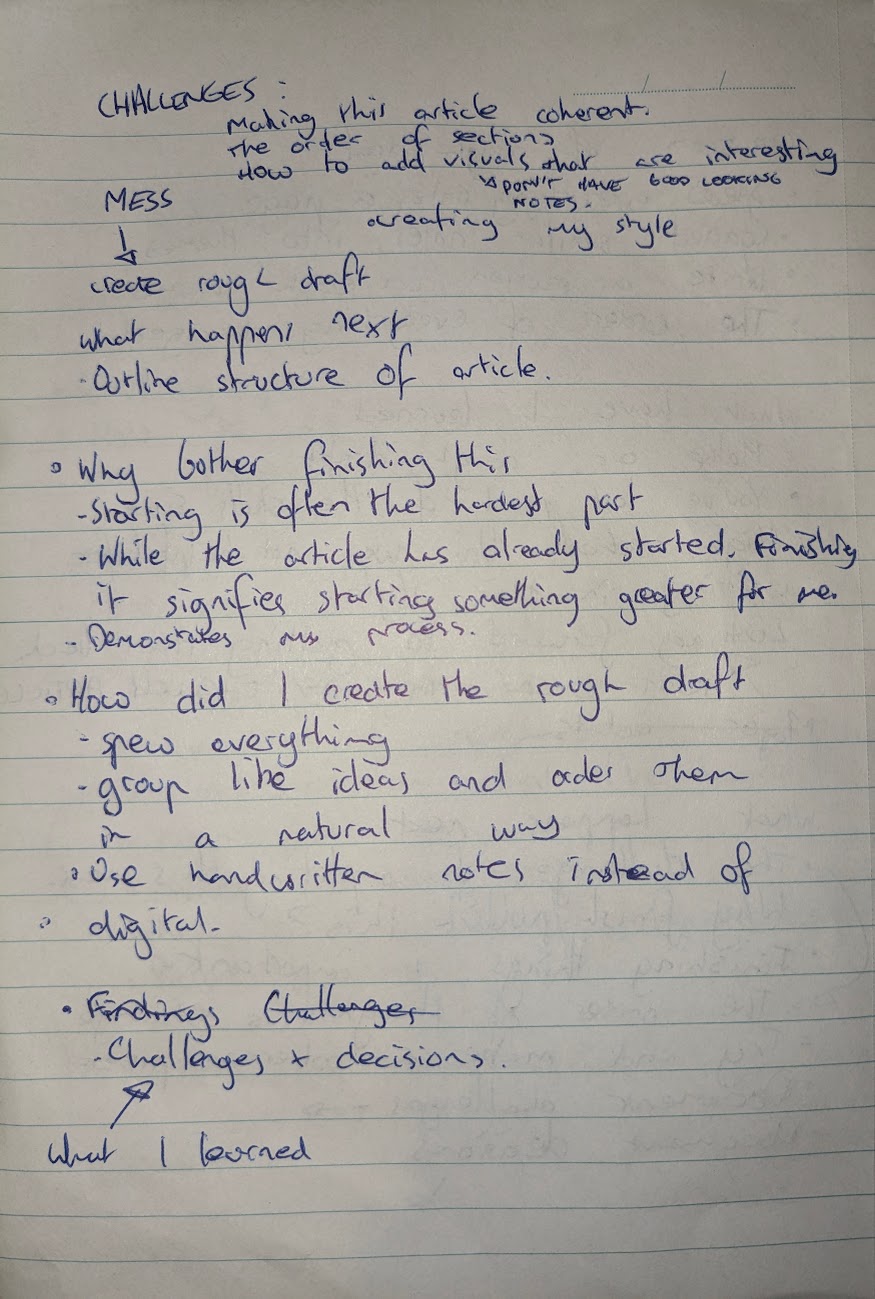 CHALLENGES :
Making this article coherent.
The order of sections
How to add visuals that are interesting
DON'T HAVE GOOD LOOKING
NOTES.
MESS
creating my style
create rough draft
what happens next
- Outline structure of article.
• Why bother finishing this
- Starting is often the hardest part
- While the article has already started. Finishing
it signifies starting something greater for me.
- Demonstrates my process.
• How did I create the rough draft
- spew everything
- group like ideas and order them
in a natural way
• Use handwritten notes instead of
• digital.
• Findings Challenges
- Challenges + decisions.
What I learned